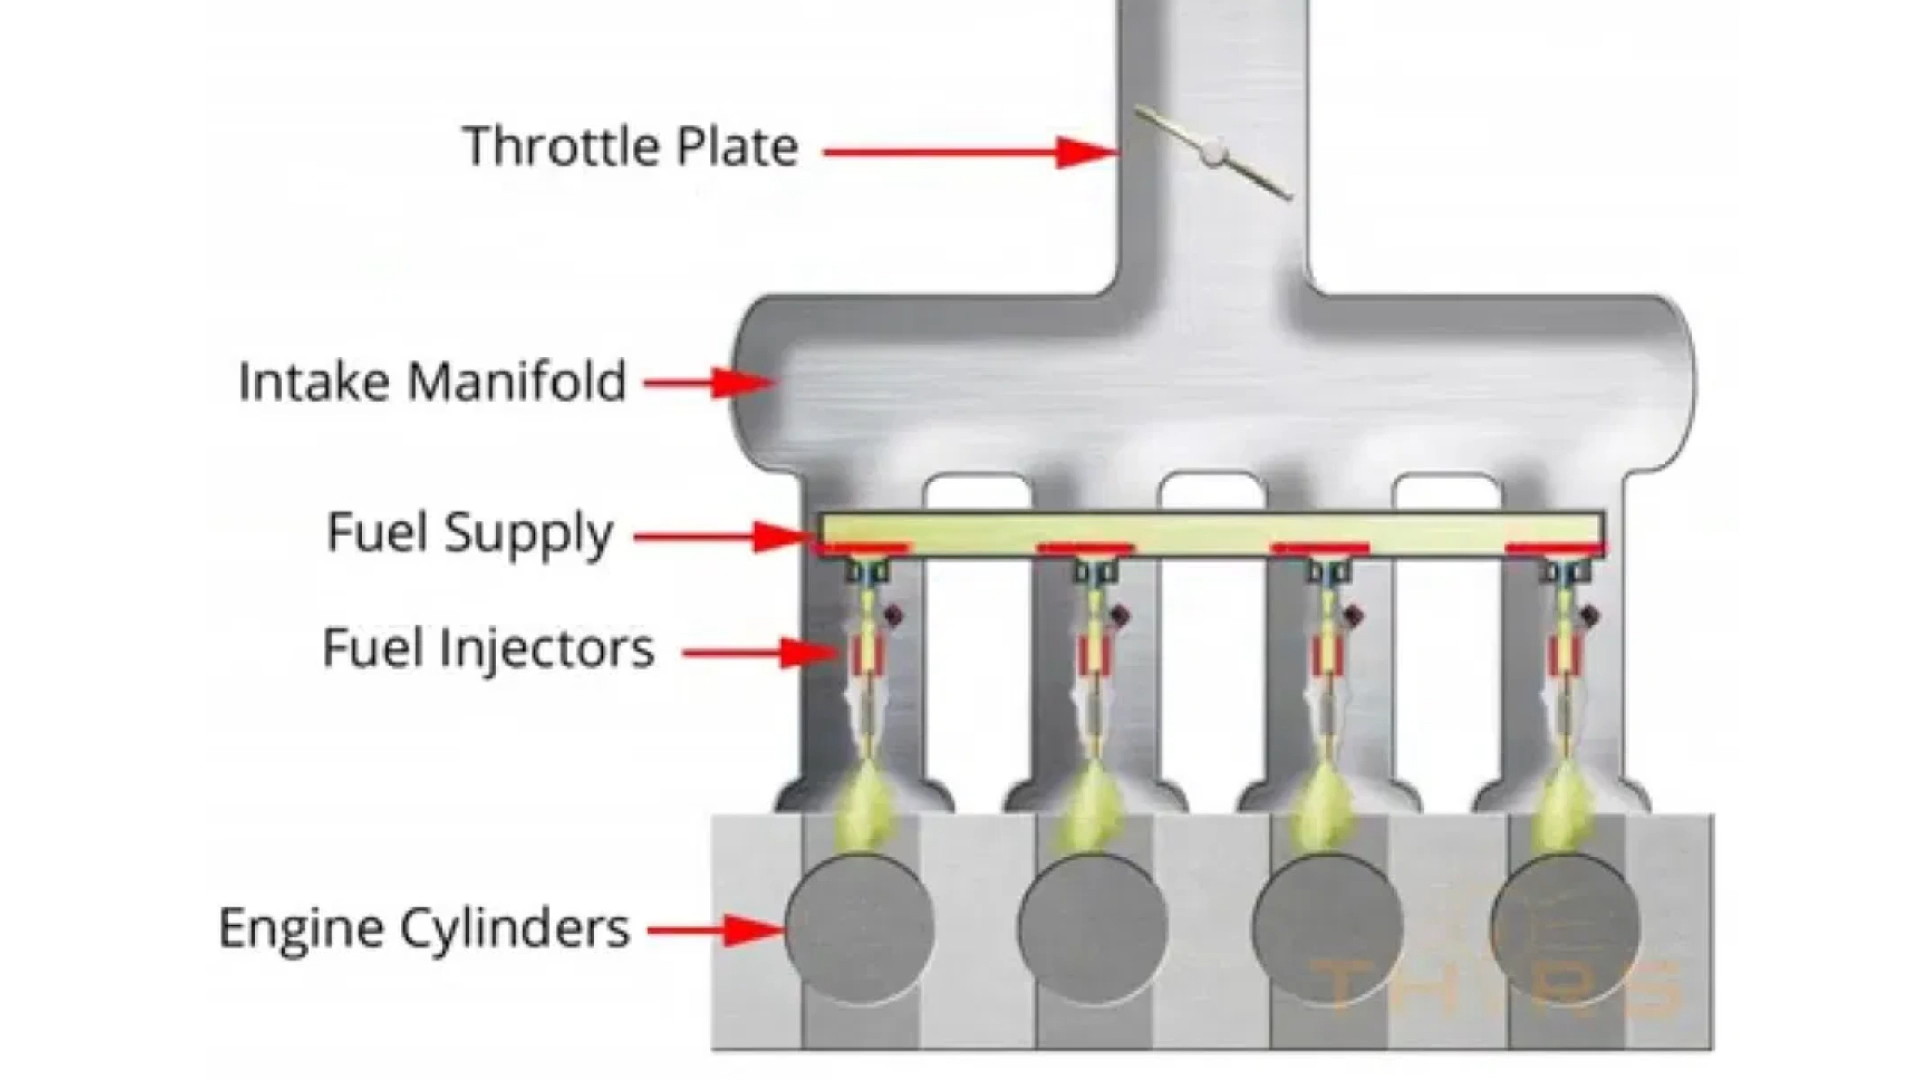 Throttle Plate
Intake Manifold
Fuel Supply
Fuel Injectors
Engine Cylinders